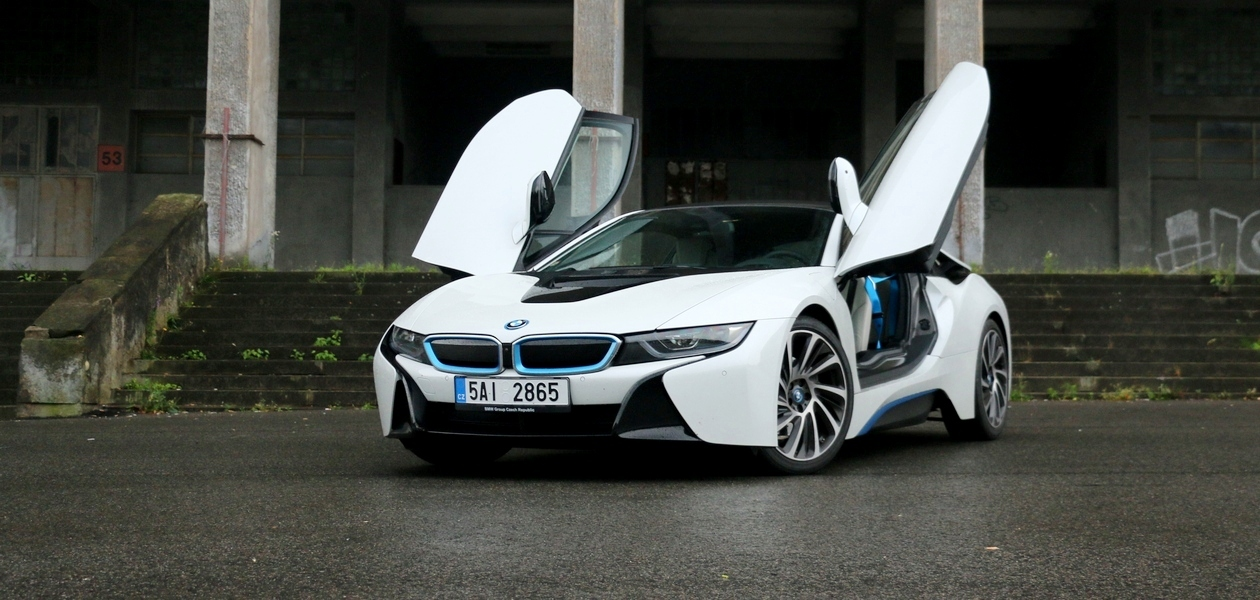 53
CZ
5AI 2865
BMW Group Czech Republic